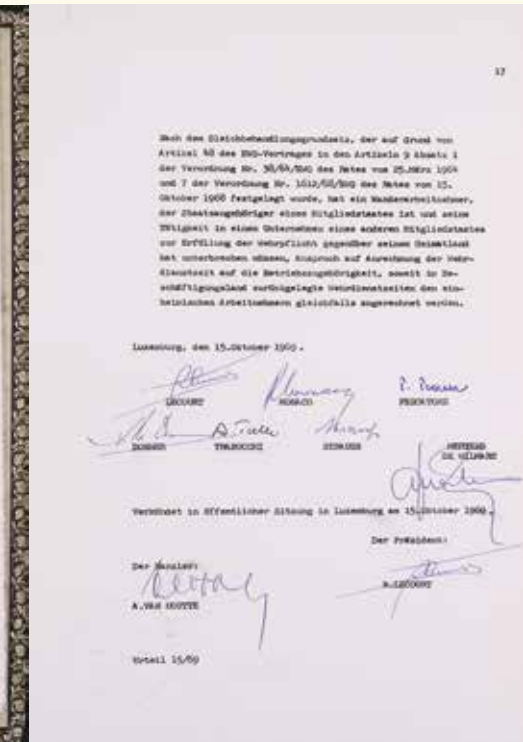 17
Nach dem Gleichbehandlungsgrundsatz, der auf Grund von
Artikel 48 des EWG-Vertrages in den Artikeln 9 Absatz 1
der Verordnung Nr. 38/64/EWG des Rates vom 25.März 1964
und 7 der Verordnung Nr. 1612/68/EWG des Rates vom 15.
Oktober 1968 festgelegt wurde, hat ein Wanderarbeitnehmer,
der Staatsangehöriger eines Mitgliedstaates ist und seine
Tätigkeit in einem Unternehmen eines anderen Mitgliedstaates
zur Erfüllung der Wehrpflicht gegenüber seinem Heimatland
hat unterbrechen müssen, Anspruch auf Anrechnung der Wehr-
dienstzeit auf die Betriebszugehörigkeit, soweit im Be-
schäftigungsland zurückgelegte Wehrdienstzeiten den ein-
heimischen Arbeitnehmern gleichfalls angerechnet werden.
Luxemburg, den 15.Oktober 1969.
LECOURT MONACO PESCATORE
DONNER TRABUCCHI STRAUSS MERTENS
DE WILMARS
Verkündet in öffentlicher Sitzung in Luxemburg am 15.Oktober 1969.
Der Präsident:
Der Kanzler:
R.LECOURT
A.VAN HOUTTE
Urteil 15/69